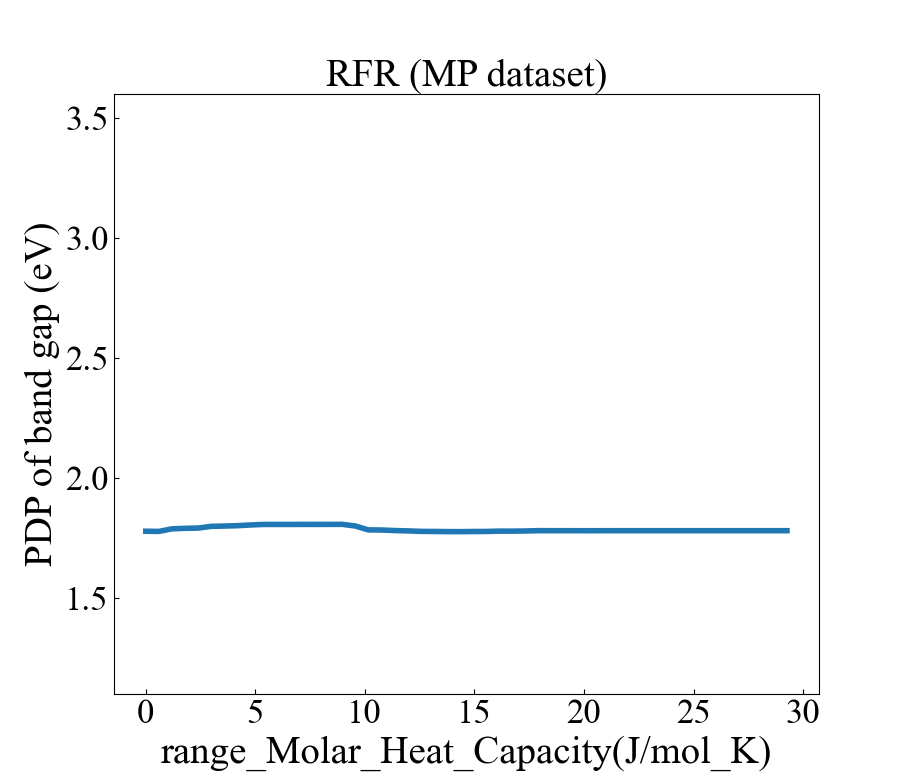 RFR (MP dataset)
PDP of band gap (eV)
3.5
3.0
2.5
2.0
1.5
0 5 10 15 20 25 30
range_Molar_Heat_Capacity(J/mol_K)